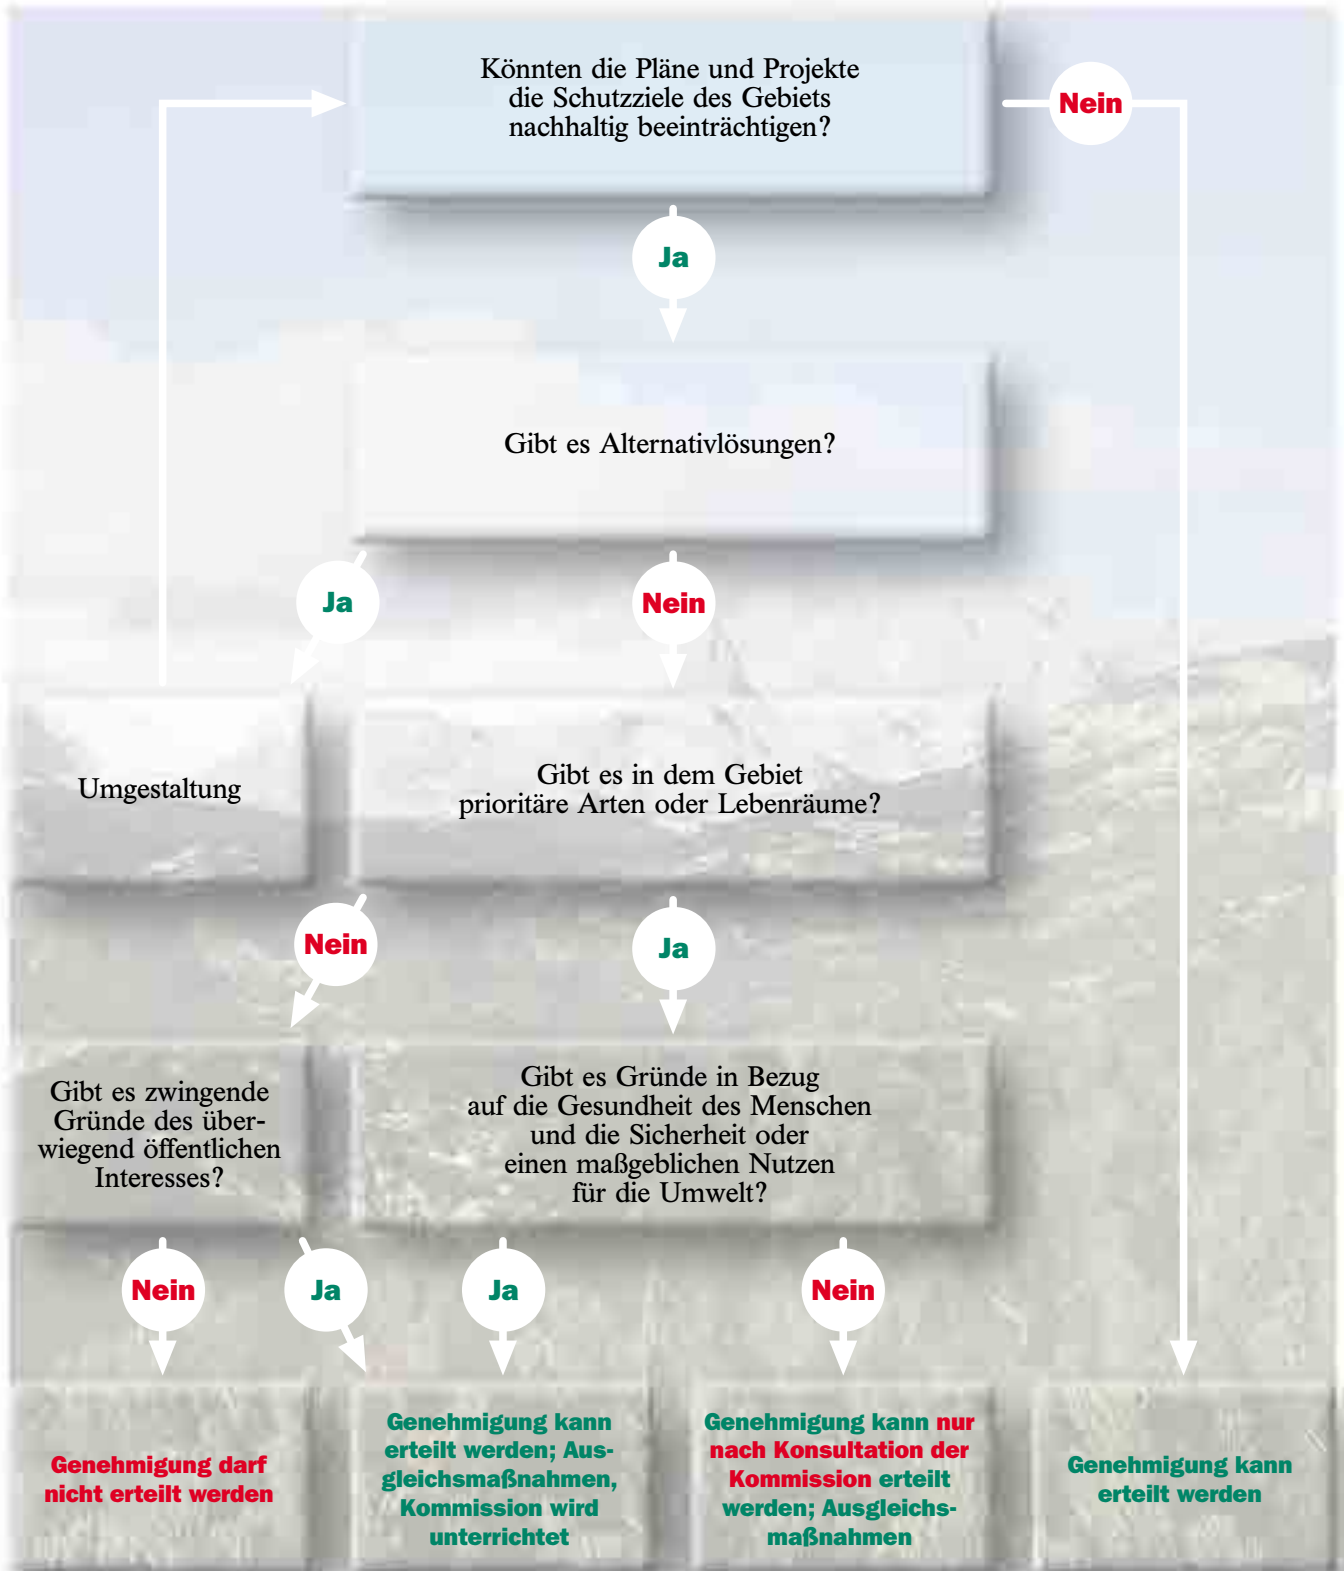 Könnten die Pläne und Projekte
die Schutzziele des Gebiets
nachhaltig beeinträchtigen?
Nein
Ja
Gibt es Alternativlösungen?
Ja
Nein
Umgestaltung
Gibt es in dem Gebiet
prioritäre Arten oder Lebenräume?
Nein
Ja
Gibt es zwingende
Gründe des über-
wiegend öffentlichen
Interesses?
Gibt es Gründe in Bezug
auf die Gesundheit des Menschen
und die Sicherheit oder
einen maßgeblichen Nutzen
für die Umwelt?
Nein
Ja
Ja
Nein
Genehmigung darf
nicht erteilt werden
Genehmigung kann
erteilt werden; Aus-
gleichsmaßnahmen,
Kommission wird
unterrichtet
Genehmigung kann nur
nach Konsultation der
Kommission erteilt
werden; Ausgleichs-
maßnahmen
Genehmigung kann
erteilt werden